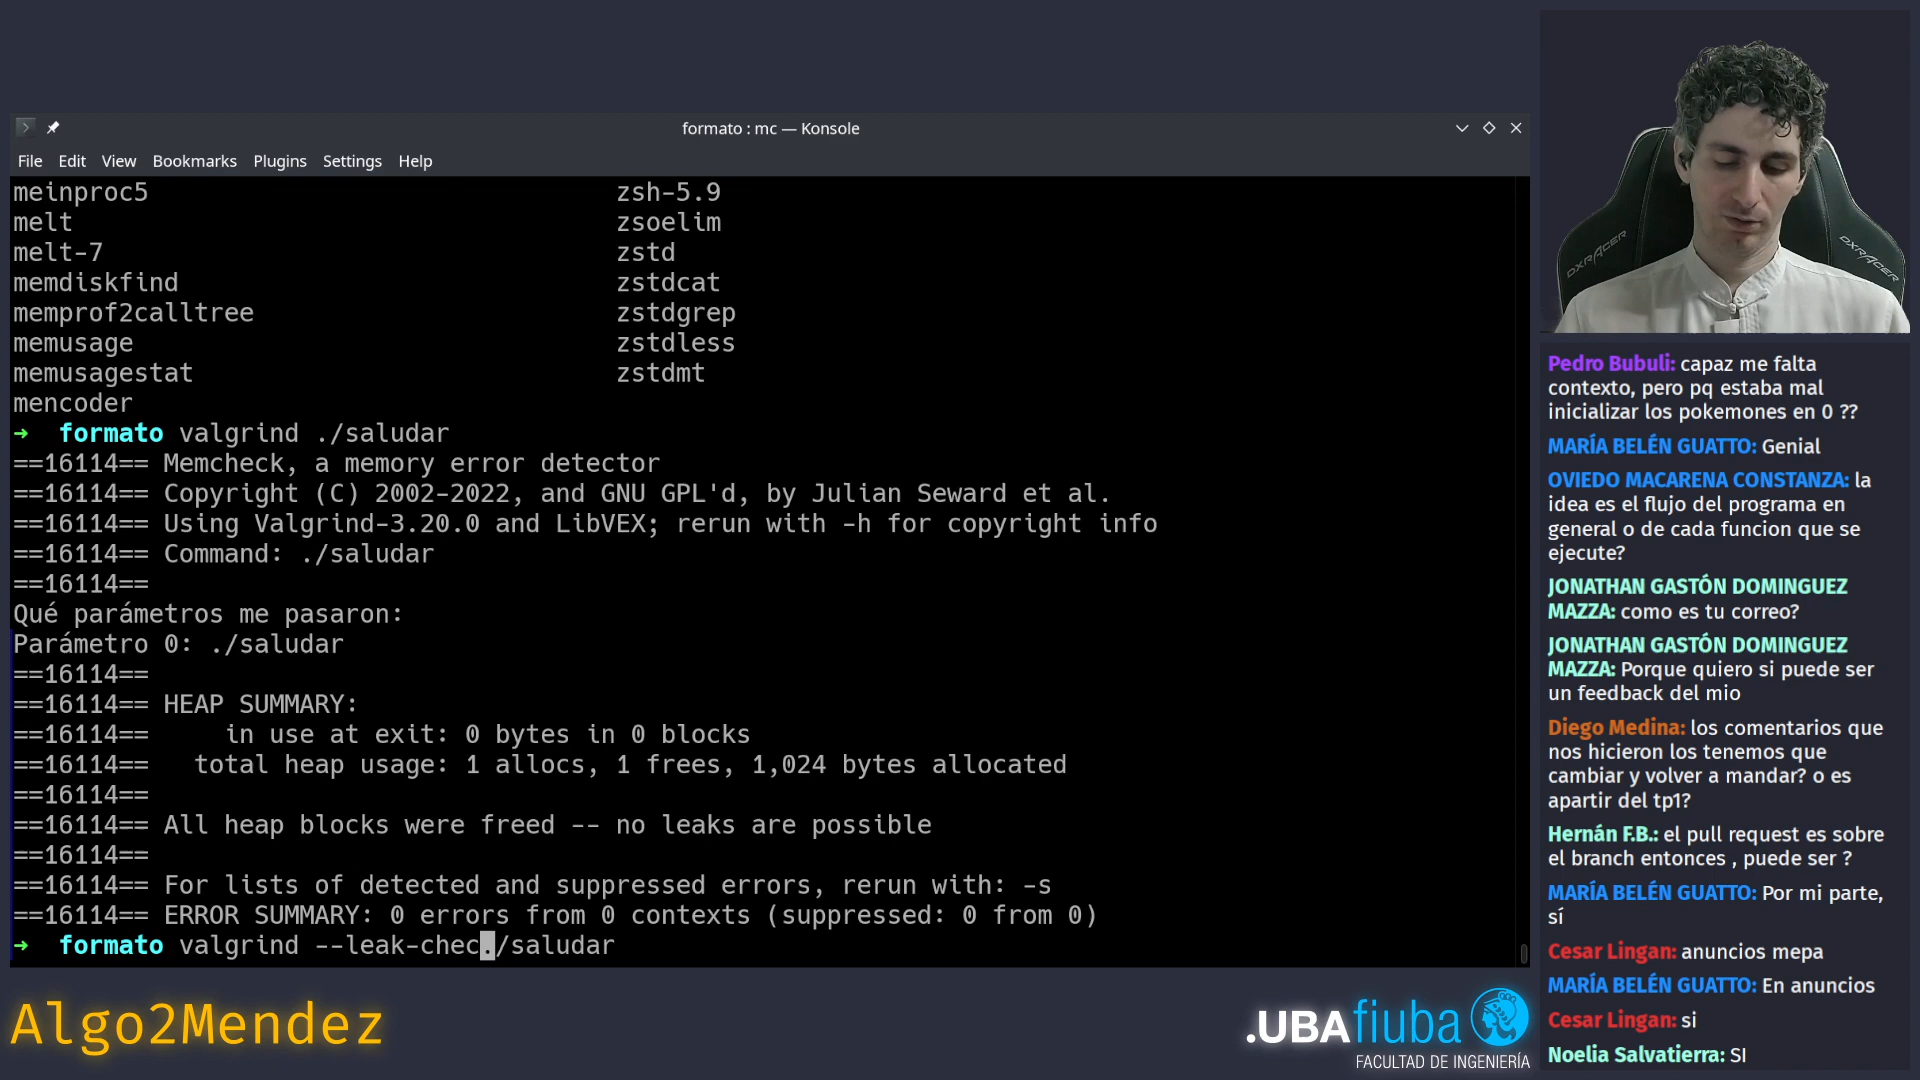 formato : mc — Konsole
File Edit View Bookmarks Plugins Settings Help
meinproc5 zsh-5.9
melt zsoelim
melt-7 zstd
memdiskfind zstdcat
memprof2calltree zstdgrep
memusage zstdless
memusagestat zstdmt
mencoder
→ formato valgrind ./saludar
==16114== Memcheck, a memory error detector
==16114== Copyright (C) 2002-2022, and GNU GPL'd, by Julian Seward et al.
==16114== Using Valgrind-3.20.0 and LibVEX; rerun with -h for copyright info
==16114== Command: ./saludar
==16114==
Qué parámetros me pasaron:
Parámetro 0: ./saludar
==16114==
==16114== HEAP SUMMARY:
==16114== in use at exit: 0 bytes in 0 blocks
==16114== total heap usage: 1 allocs, 1 frees, 1,024 bytes allocated
==16114==
==16114== All heap blocks were freed -- no leaks are possible
==16114==
==16114== For lists of detected and suppressed errors, rerun with: -s
==16114== ERROR SUMMARY: 0 errors from 0 contexts (suppressed: 0 from 0)
→ formato valgrind --leak-chec./saludar
Algo2Mendez
.UBAfiuba
FACULTAD DE INGENIERÍA
DXRACER
DXRACER
Pedro Bubuli: capaz me falta
contexto, pero pq estaba mal
inicializar los pokemones en 0 ??
MARÍA BELÉN GUATTO: Genial
OVIEDO MACARENA CONSTANZA: la
idea es el flujo del programa en
general o de cada funcion que se
ejecute?
JONATHAN GASTÓN DOMINGUEZ
MAZZA: como es tu correo?
JONATHAN GASTÓN DOMINGUEZ
MAZZA: Porque quiero si puede ser
un feedback del mio
Diego Medina: los comentarios que
nos hicieron los tenemos que
cambiar y volver a mandar? o es
apartir del tp1?
Hernán F.B.: el pull request es sobre
el branch entonces , puede ser ?
MARÍA BELÉN GUATTO: Por mi parte,
sí
Cesar Lingan: anuncios mepa
MARÍA BELÉN GUATTO: En anuncios
Cesar Lingan: si
Noelia Salvatierra: SI